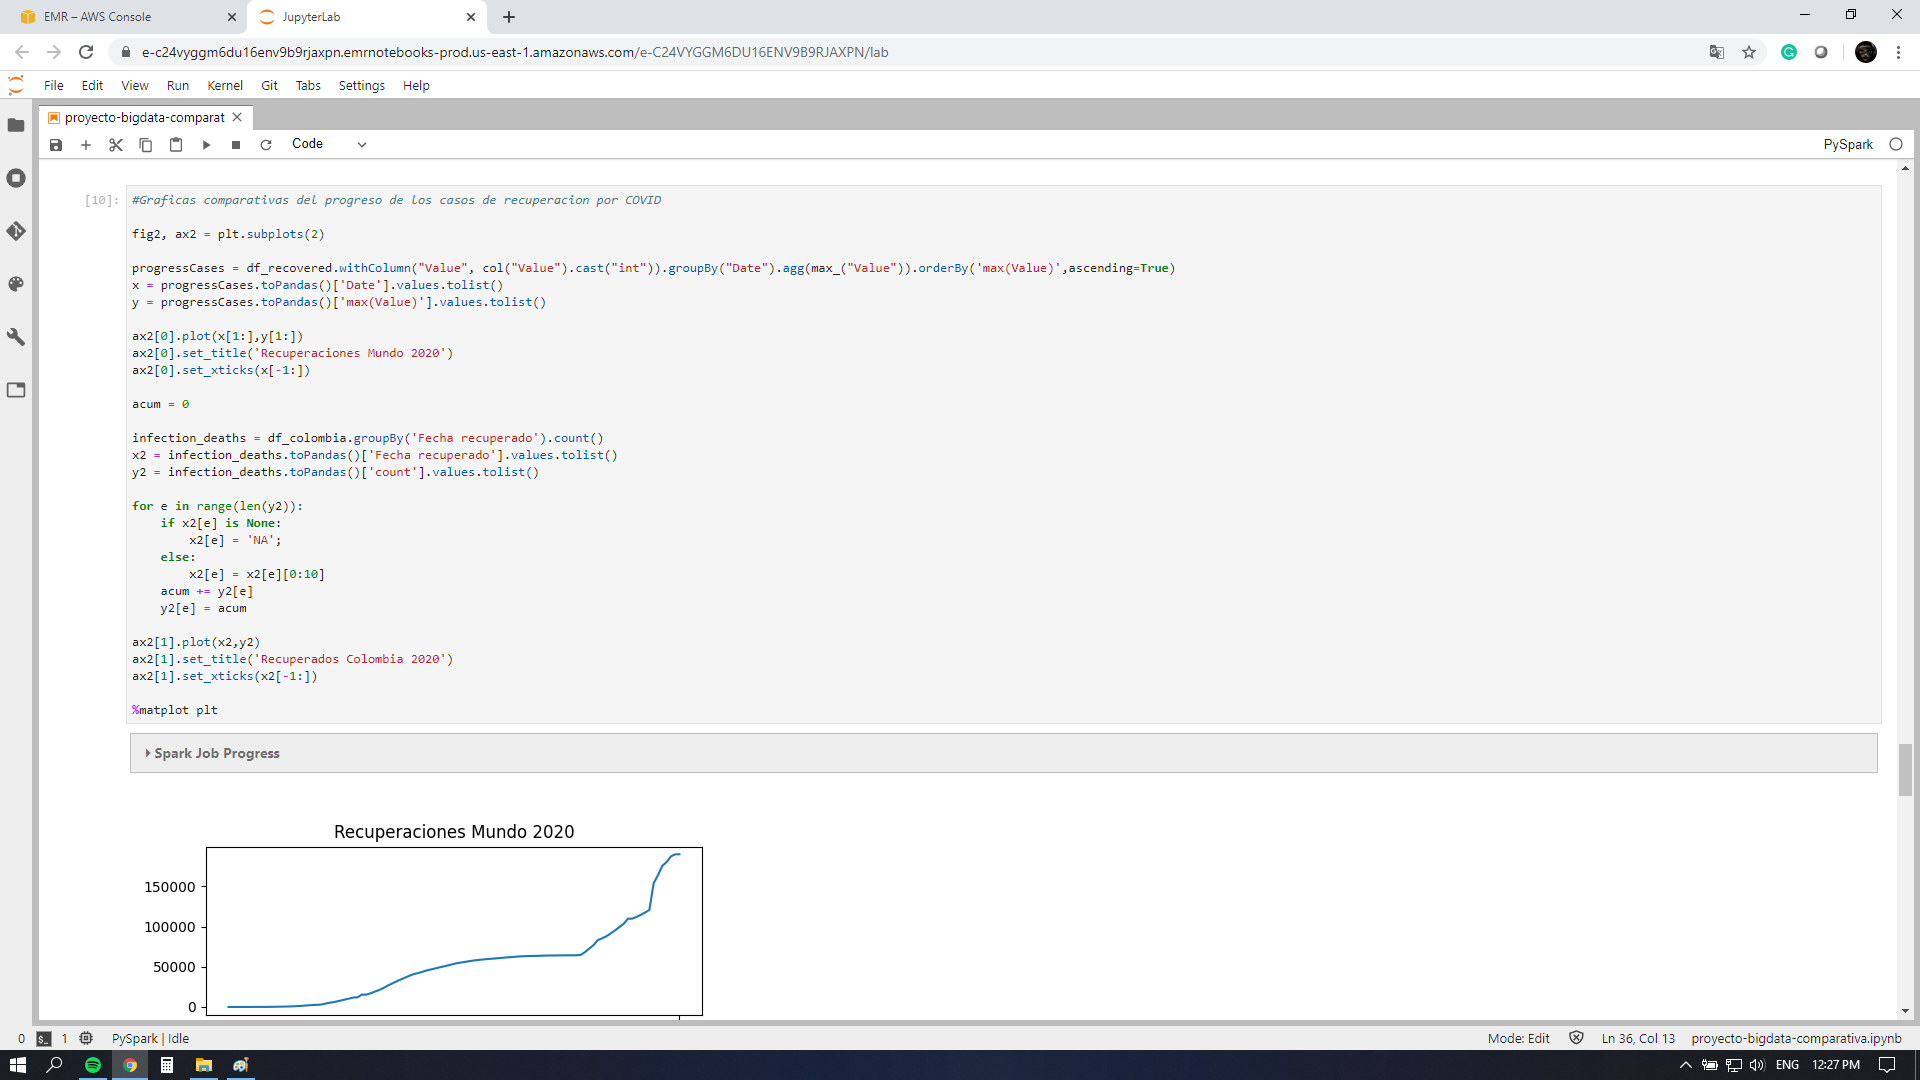 EMR – AWS Console
JupyterLab
e-c24vyggm6du16env9b9rjaxpn.emrnotebooks-prod.us-east-1.amazonaws.com/e-C24VYGGM6DU16ENV9B9RJAXPN/lab
File Edit View Run Kernel Git Tabs Settings Help
proyecto-bigdata-comparat
Code
PySpark
[10]:
#Graficas comparativas del progreso de los casos de recuperacion por COVID
fig2, ax2 = plt.subplots(2)
progressCases = df_recovered.withColumn("Value", col("Value").cast("int")).groupBy("Date").agg(max_("Value")).orderBy('max(Value)',ascending=True)
x = progressCases.toPandas()['Date'].values.tolist()
y = progressCases.toPandas()['max(Value)'].values.tolist()
ax2[0].plot(x[1:],y[1:])
ax2[0].set_title('Recuperaciones Mundo 2020')
ax2[0].set_xticks(x[-1:])
acum = 0
infection_deaths = df_colombia.groupBy('Fecha recuperado').count()
x2 = infection_deaths.toPandas()['Fecha recuperado'].values.tolist()
y2 = infection_deaths.toPandas()['count'].values.tolist()
for e in range(len(y2)):
    if x2[e] is None:
        x2[e] = 'NA';
    else:
        x2[e] = x2[e][0:10]
    acum += y2[e]
    y2[e] = acum
ax2[1].plot(x2,y2)
ax2[1].set_title('Recuperados Colombia 2020')
ax2[1].set_xticks(x2[-1:])
%matplot plt
Spark Job Progress
Recuperaciones Mundo 2020
150000
100000
50000
0
0 1 PySpark | Idle
Mode: Edit Ln 36, Col 13 proyecto-bigdata-comparativa.ipynb
ENG 12:27 PM